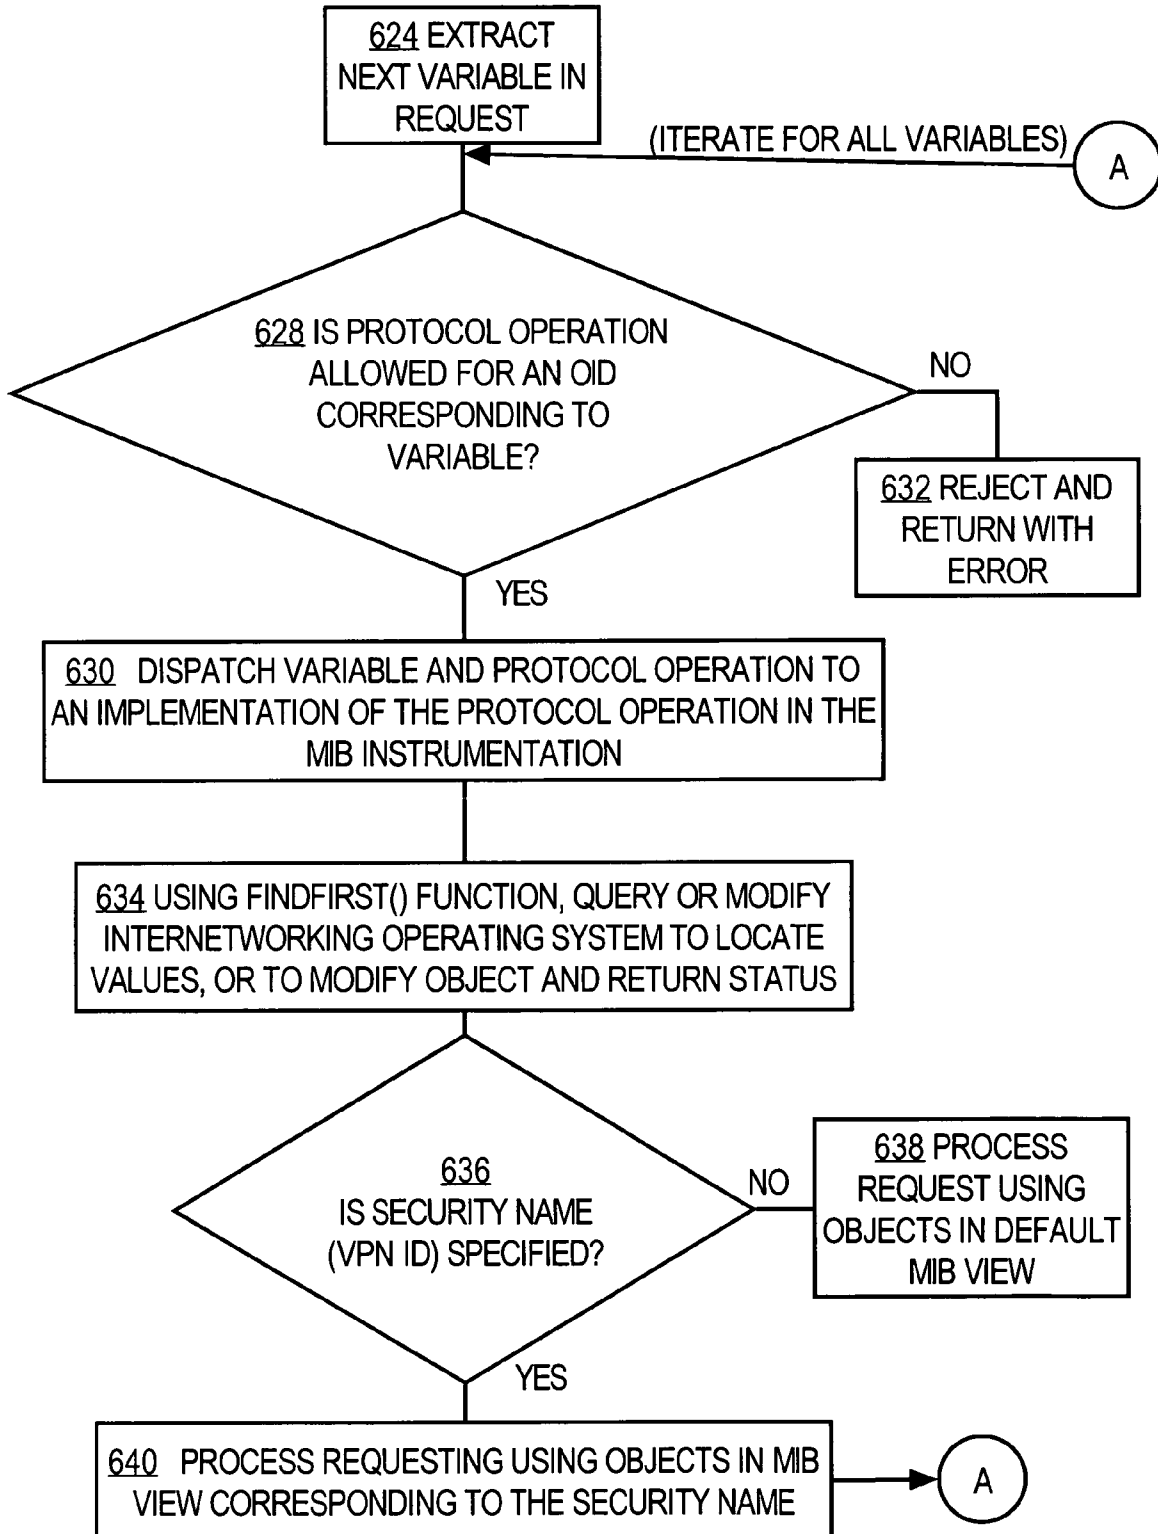 624 EXTRACT
NEXT VARIABLE IN
REQUEST
(ITERATE FOR ALL VARIABLES)
A
628 IS PROTOCOL OPERATION
ALLOWED FOR AN OID
CORRESPONDING TO
VARIABLE?
NO
632 REJECT AND
RETURN WITH
ERROR
YES
630 DISPATCH VARIABLE AND PROTOCOL OPERATION TO
AN IMPLEMENTATION OF THE PROTOCOL OPERATION IN THE
MIB INSTRUMENTATION
634 USING FINDFIRST() FUNCTION, QUERY OR MODIFY
INTERNETWORKING OPERATING SYSTEM TO LOCATE
VALUES, OR TO MODIFY OBJECT AND RETURN STATUS
636
IS SECURITY NAME
(VPN ID) SPECIFIED?
NO
638 PROCESS
REQUEST USING
OBJECTS IN DEFAULT
MIB VIEW
YES
640 PROCESS REQUESTING USING OBJECTS IN MIB
VIEW CORRESPONDING TO THE SECURITY NAME
A